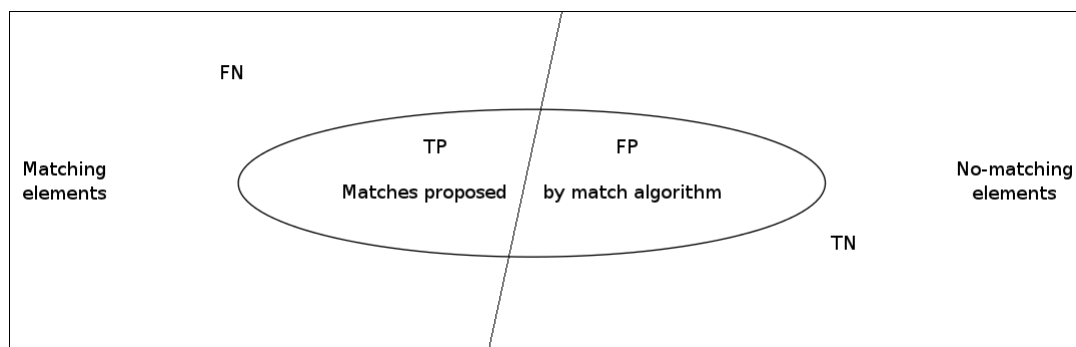 FN
TP
FP
Matching
elements
Matches proposed by match algorithm
No-matching
elements
TN